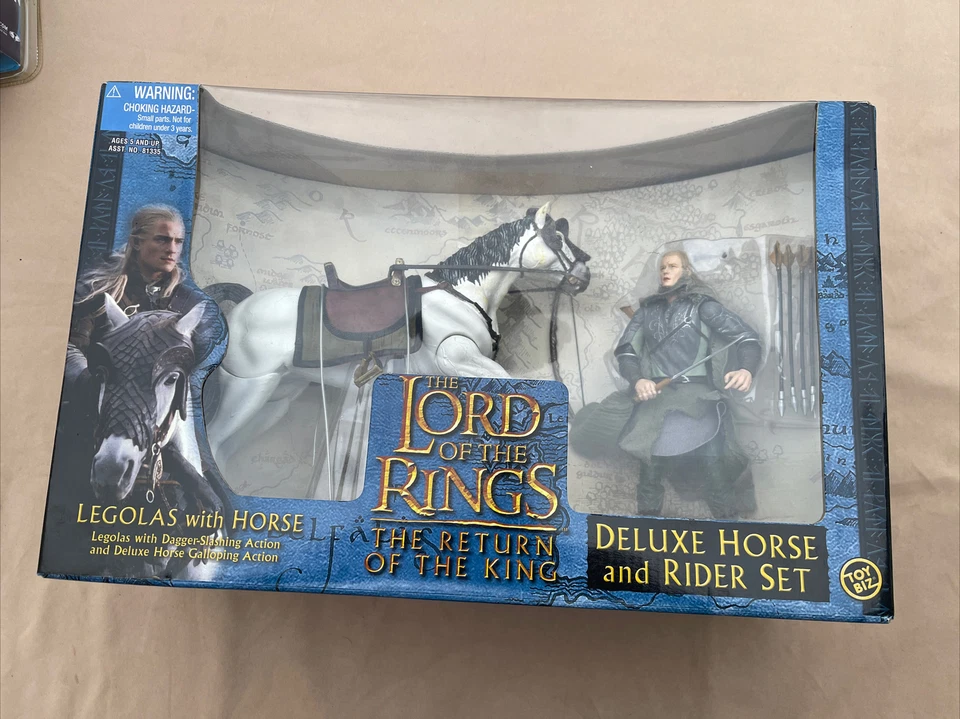 WARNING:
CHOKING HAZARD-
Small parts. Not for
children under 3 years.
AGES 5 AND UP
ASST. NO. 81335
LEGOLAS with HORSE
Legolas with Dagger-Slashing Action
and Deluxe Horse Galloping Action
THE
LORD
OF THE
RINGS
THE RETURN
OF THE KING
DELUXE HORSE
and RIDER SET
TOY
BIZ